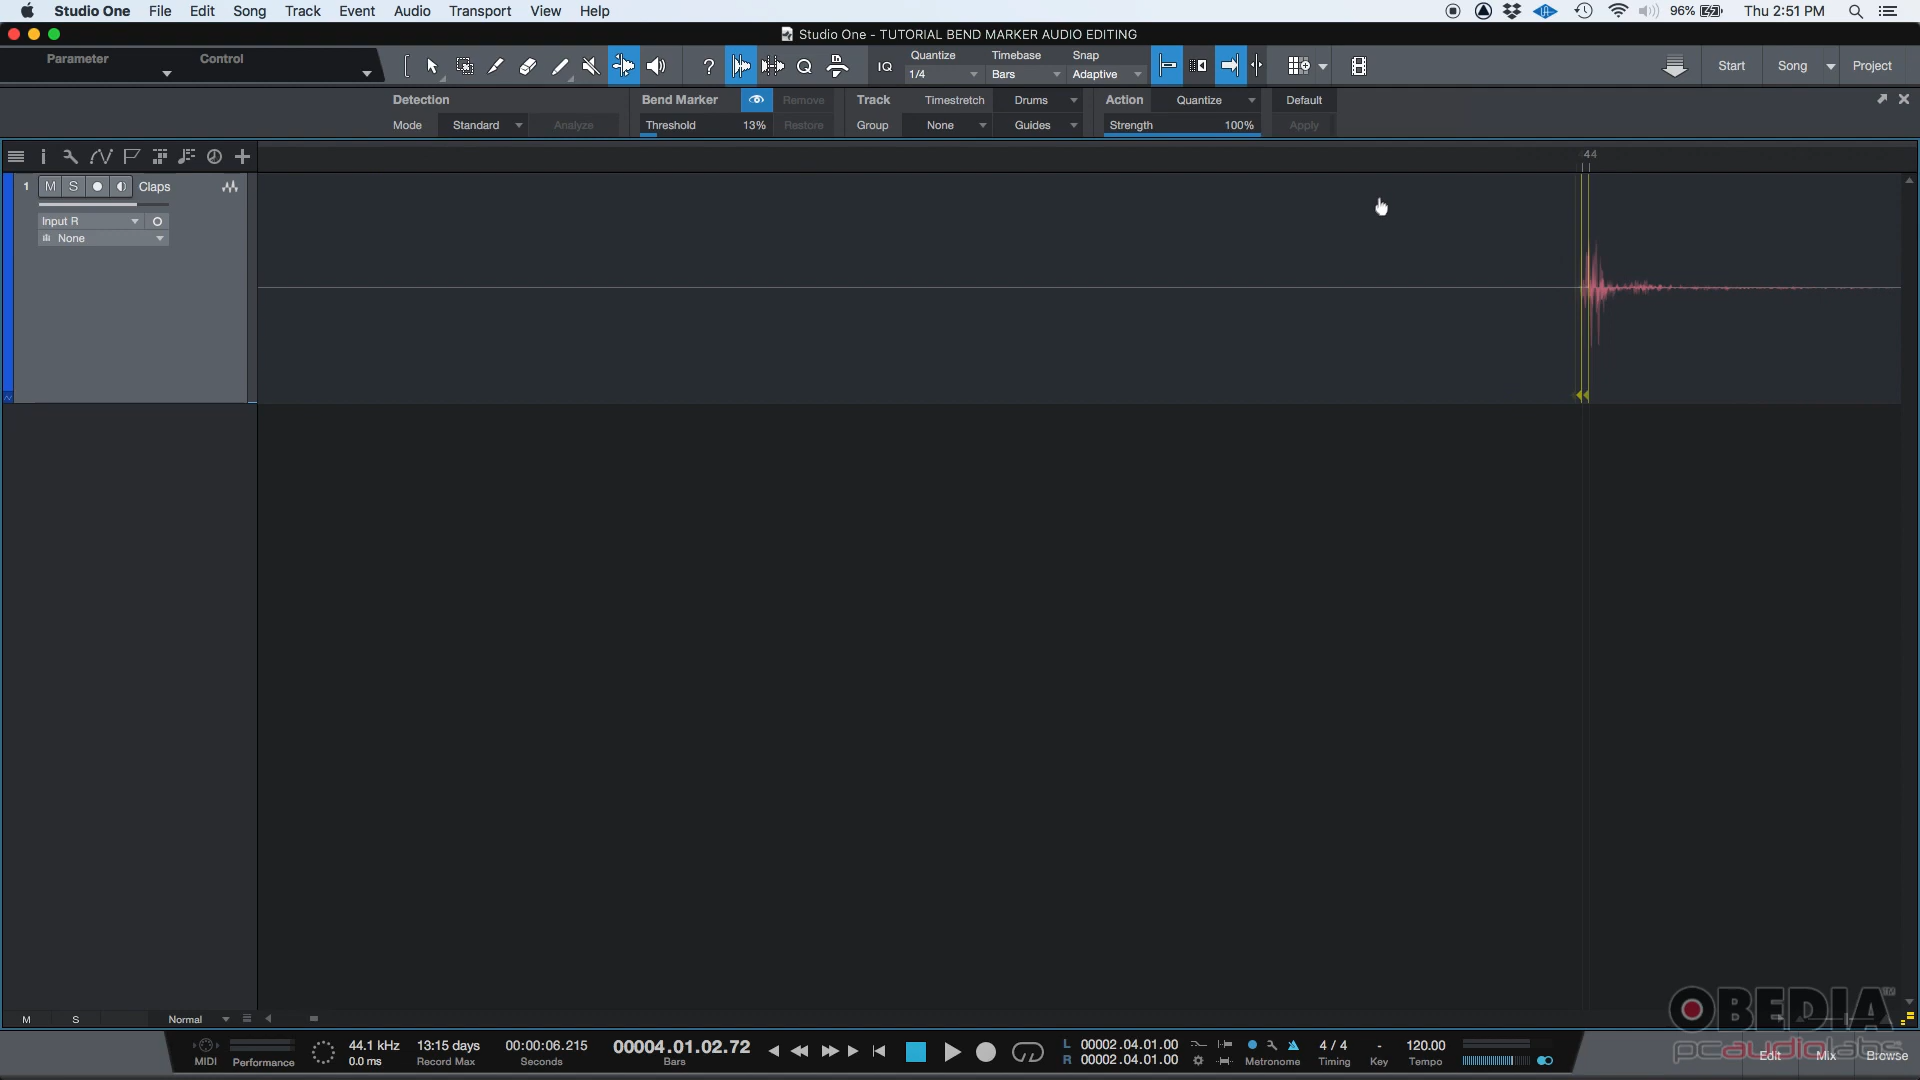 Studio One File Edit Song Track Event Audio Transport View Help
96% Thu 2:51 PM
Studio One - TUTORIAL BEND MARKER AUDIO EDITING
Parameter Control
IQ Quantize Timebase Snap
1/4 Bars Adaptive
Start Song Project
Detection Bend Marker Remove Track Timestretch Drums Action Quantize Default
Mode Standard Analyze Threshold 13% Restore Group None Guides Strength 100% Apply
44
1 M S Claps
Input R
None
M S Normal
OBEDIA™
pcaudiolabs
MIDI Performance
44.1 kHz
0.0 ms
13:15 days
Record Max
00:00:06.215
Seconds
00004.01.02.72
Bars
L 00002.04.01.00
R 00002.04.01.00
Metronome
4 / 4
Timing
-
Key
120.00
Tempo
Edit Mix Browse